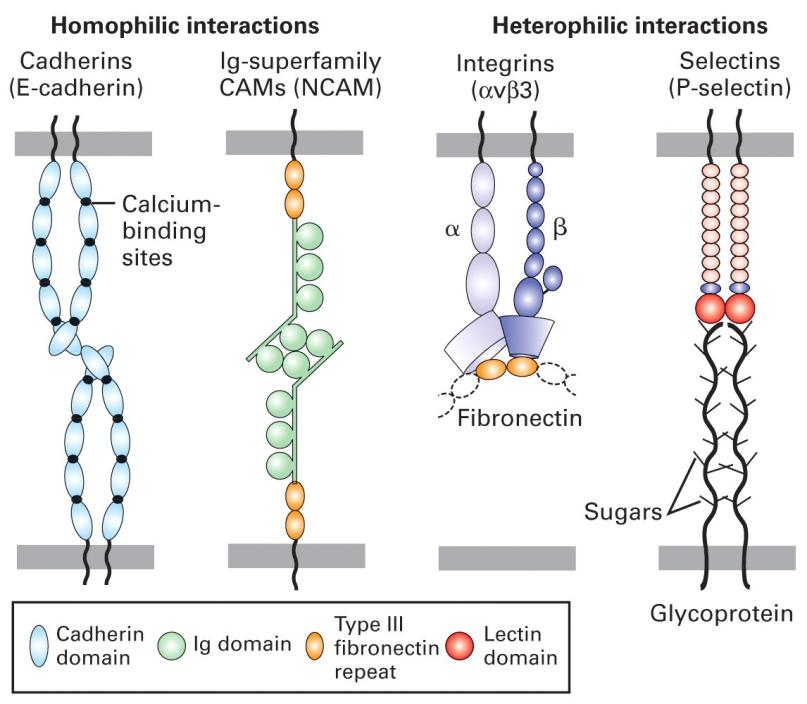 Homophilic interactions
Heterophilic interactions
Cadherins
(E-cadherin)
Ig-superfamily
CAMs (NCAM)
Integrins
(αvβ3)
Selectins
(P-selectin)
Calcium-
binding
sites
α
β
Fibronectin
Sugars
Glycoprotein
Cadherin
domain
Ig domain
Type III
fibronectin
repeat
Lectin
domain